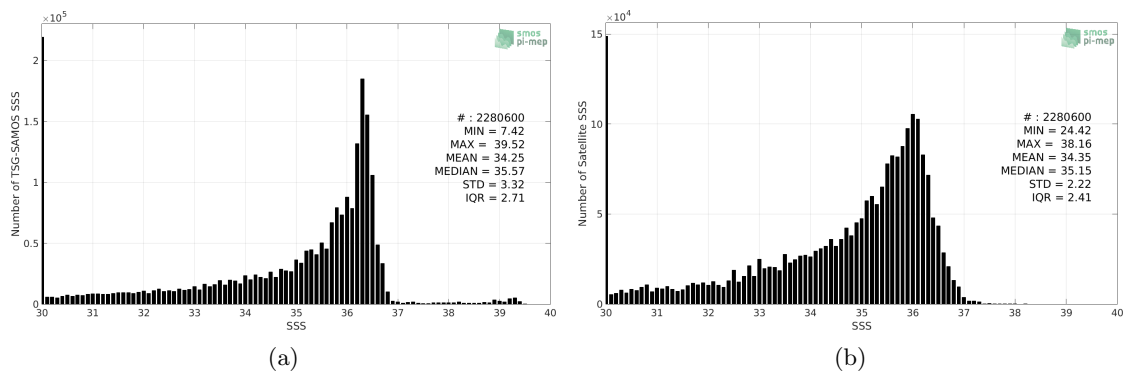 ×10⁵
smos
pi-mep
2
1.5
1
0.5
0
Number of TSG-SAMOS SSS
# : 2280600
MIN = 7.42
MAX = 39.52
MEAN = 34.25
MEDIAN = 35.57
STD = 3.32
IQR = 2.71
30 31 32 33 34 35 36 37 38 39 40
SSS
(a)
×10⁴
smos
pi-mep
15
10
5
0
Number of Satellite SSS
# : 2280600
MIN = 24.42
MAX = 38.16
MEAN = 34.35
MEDIAN = 35.15
STD = 2.22
IQR = 2.41
30 31 32 33 34 35 36 37 38 39 40
SSS
(b)